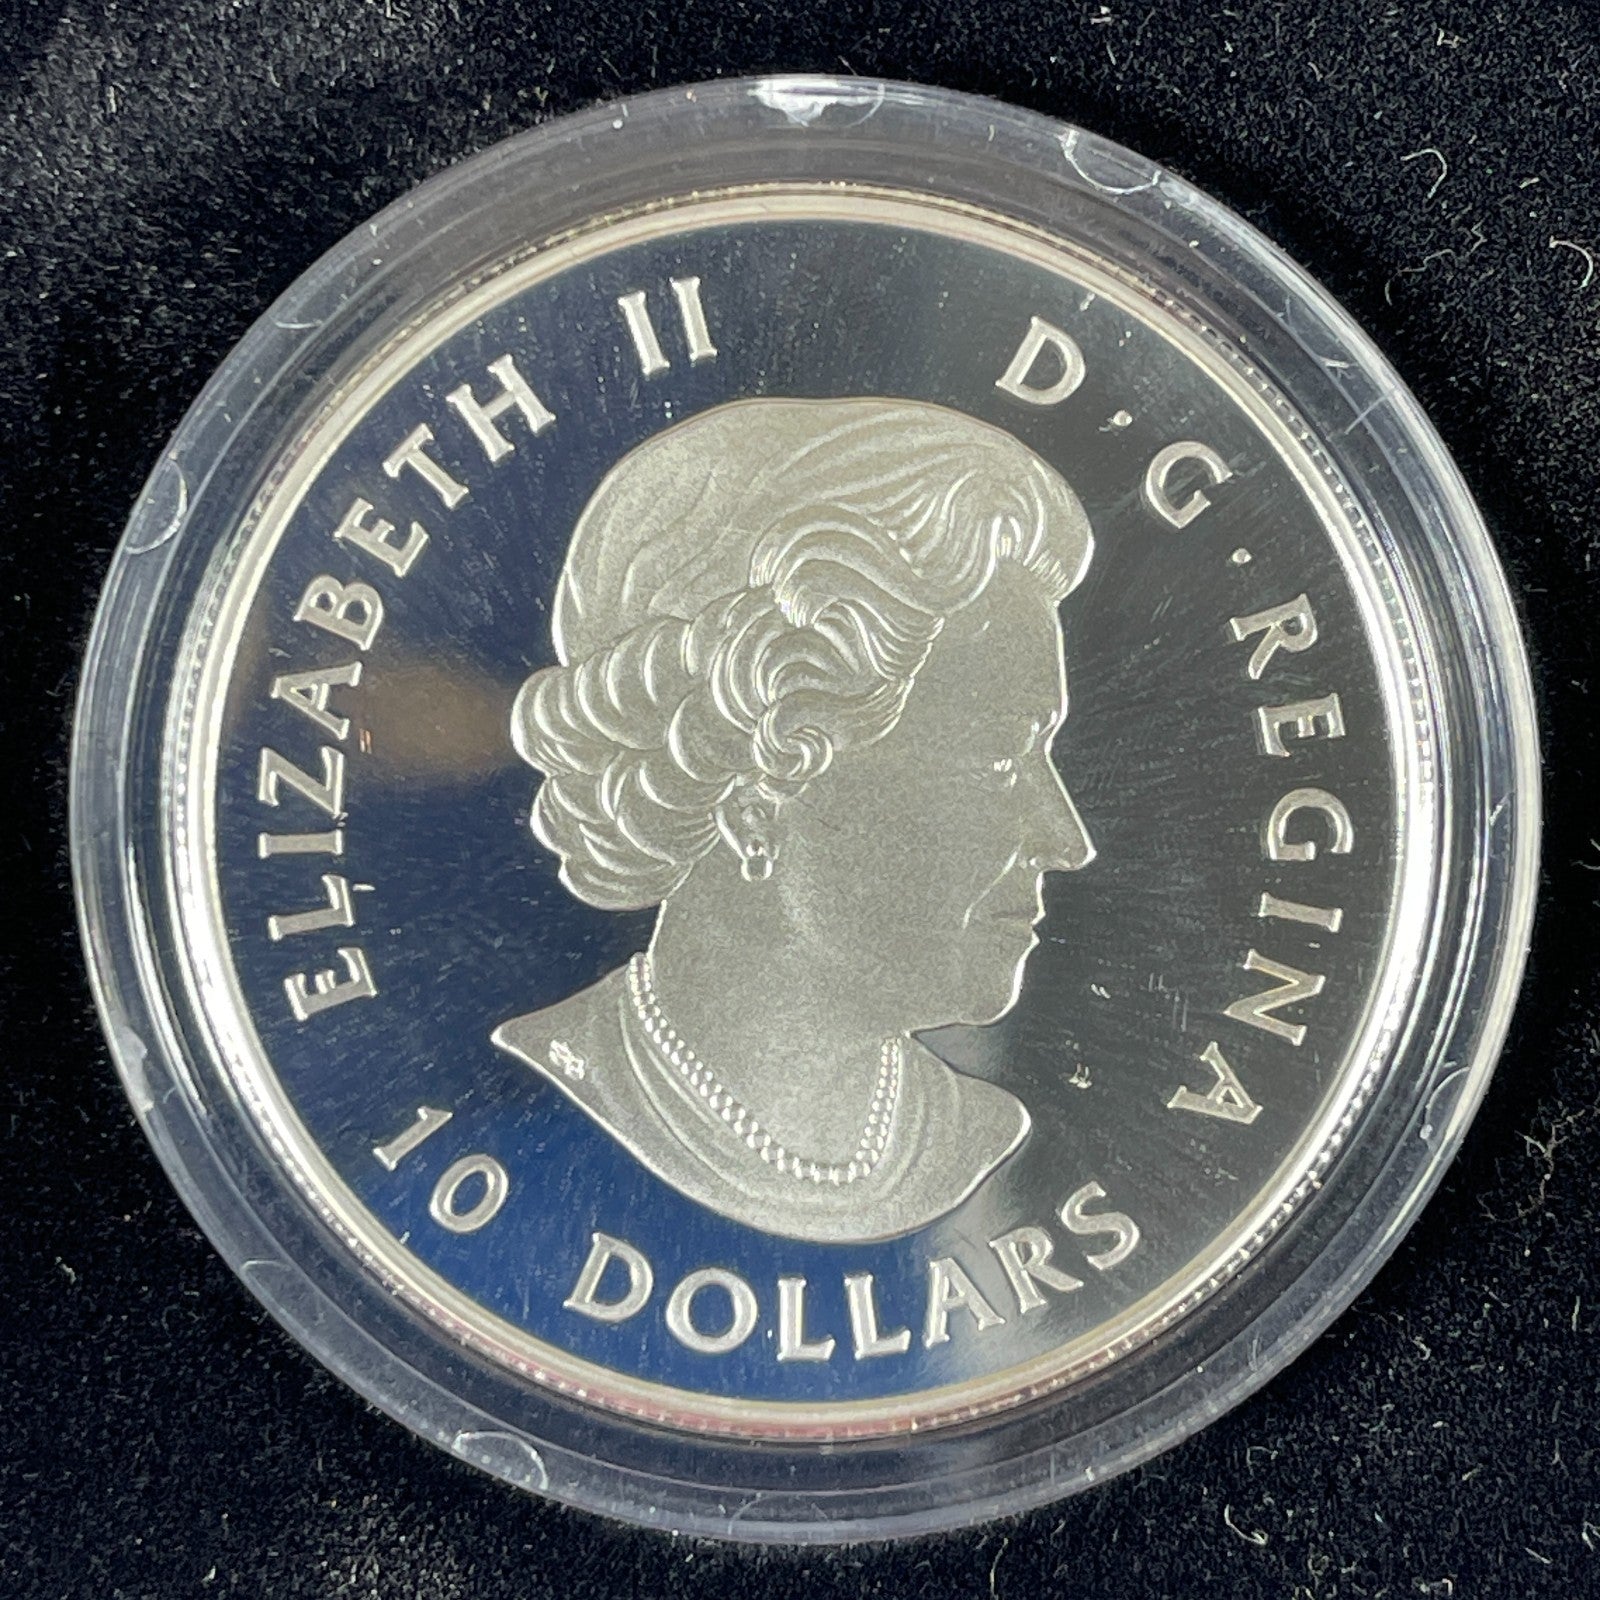 ELIZABETH II D·G·REGINA
10 DOLLARS